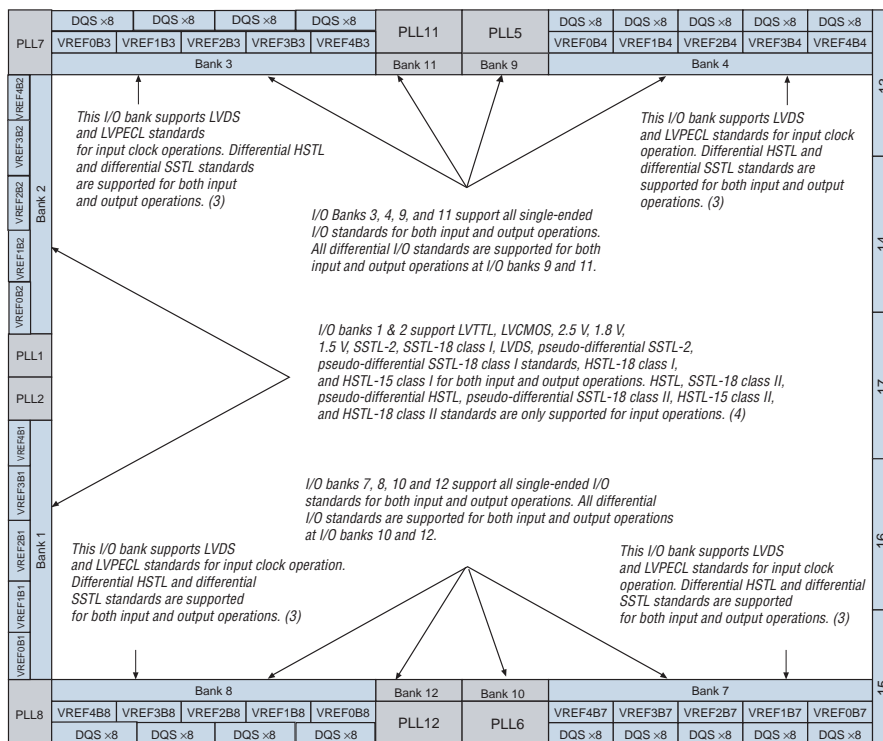 DQS ×8 DQS ×8 DQS ×8 DQS ×8
PLL7
VREF0B3 VREF1B3 VREF2B3 VREF3B3 VREF4B3
Bank 3
PLL11 PLL5
Bank 11 Bank 9
DQS ×8 DQS ×8 DQS ×8 DQS ×8 DQS ×8
VREF0B4 VREF1B4 VREF2B4 VREF3B4 VREF4B4
Bank 4
VREF4B2
VREF3B2
VREF2B2
VREF1B2
VREF0B2
Bank 2
This I/O bank supports LVDS
and LVPECL standards
for input clock operations. Differential HSTL
and differential SSTL standards
are supported for both input
and output operations. (3)
This I/O bank supports LVDS
and LVPECL standards for input clock
operation. Differential HSTL and
differential SSTL standards are
supported for both input and output
operations. (3)
I/O Banks 3, 4, 9, and 11 support all single-ended
I/O standards for both input and output operations.
All differential I/O standards are supported for both
input and output operations at I/O banks 9 and 11.
14
PLL1
PLL2
I/O banks 1 & 2 support LVTTL, LVCMOS, 2.5 V, 1.8 V,
1.5 V, SSTL-2, SSTL-18 class I, LVDS, pseudo-differential SSTL-2,
pseudo-differential SSTL-18 class I standards, HSTL-18 class I,
and HSTL-15 class I for both input and output operations. HSTL, SSTL-18 class II,
pseudo-differential HSTL, pseudo-differential SSTL-18 class II, HSTL-15 class II,
and HSTL-18 class II standards are only supported for input operations. (4)
17
VREF4B1
VREF3B1
VREF2B1
VREF1B1
VREF0B1
Bank 1
I/O banks 7, 8, 10 and 12 support all single-ended I/O
standards for both input and output operations. All differential
I/O standards are supported for both input and output operations
at I/O banks 10 and 12.
16
This I/O bank supports LVDS
and LVPECL standards for input clock operation.
Differential HSTL and differential
SSTL standards are supported
for both input and output operations. (3)
This I/O bank supports LVDS
and LVPECL standards for input clock
operation. Differential HSTL and differential
SSTL standards are supported
for both input and output operations. (3)
15
PLL8
Bank 8
VREF4B8 VREF3B8 VREF2B8 VREF1B8 VREF0B8
DQS ×8 DQS ×8 DQS ×8 DQS ×8
Bank 12 Bank 10
PLL12 PLL6
Bank 7
VREF4B7 VREF3B7 VREF2B7 VREF1B7 VREF0B7
DQS ×8 DQS ×8 DQS ×8 DQS ×8 DQS ×8